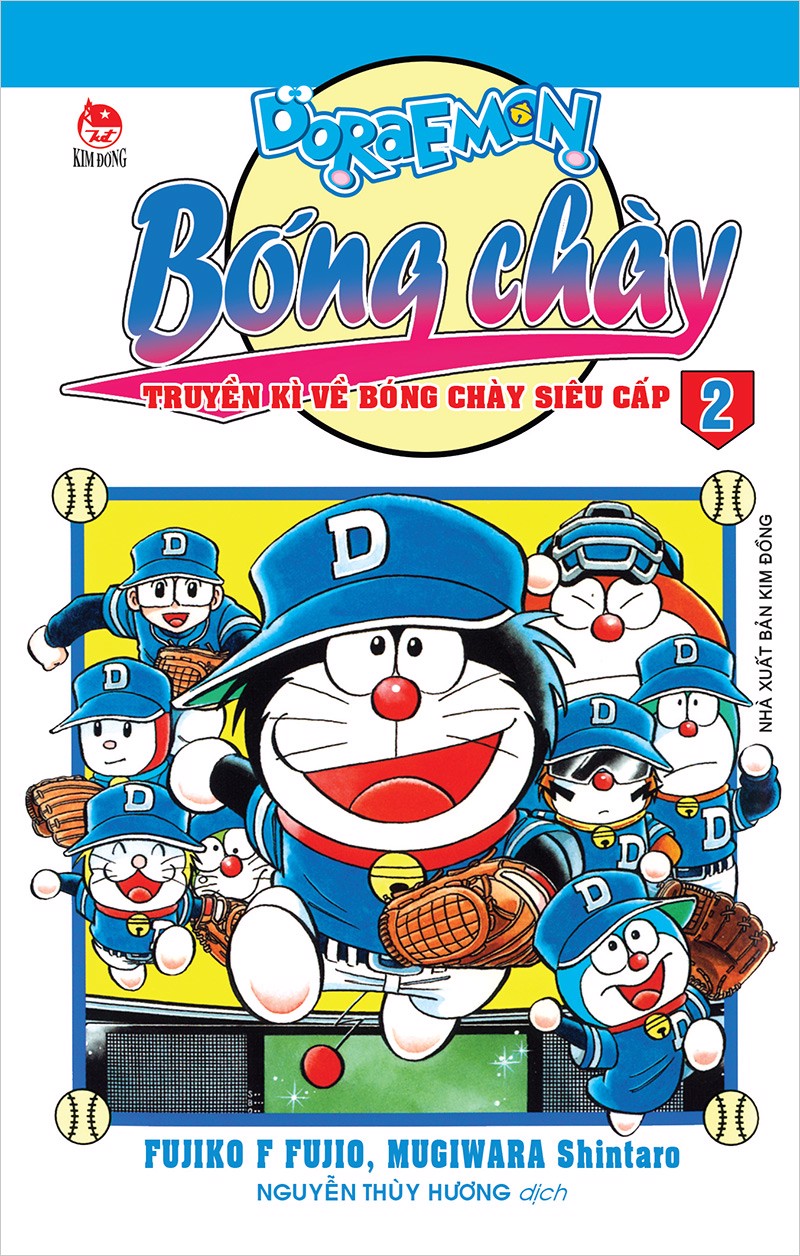 két
KIM ĐỒNG
DORAEMON
Bóng chày
TRUYỀN KÌ VỀ BÓNG CHÀY SIÊU CẤP
2
NHÀ XUẤT BẢN KIM ĐỒNG
D
D
D
D
D
D
D
D
D
D
FUJIKO F FUJIO, MUGIWARA Shintaro
NGUYỄN THÙY HƯƠNG dịch